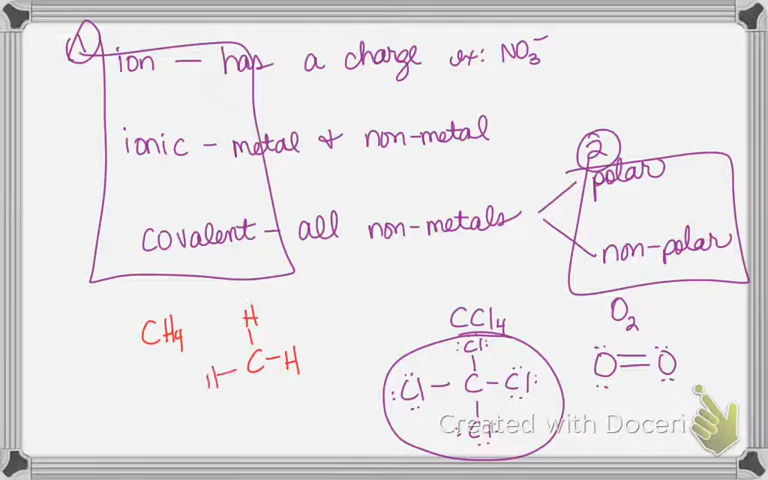 1
ion — has a charge ex: NO₃⁻
ionic - metal + non-metal
2
polar
covalent - all non-metals
non-polar
CH₄
H
H - C - H
CCl₄
:Cl:
:Cl - C - Cl:
:Cl:
O₂
O = O
Created with Doceri